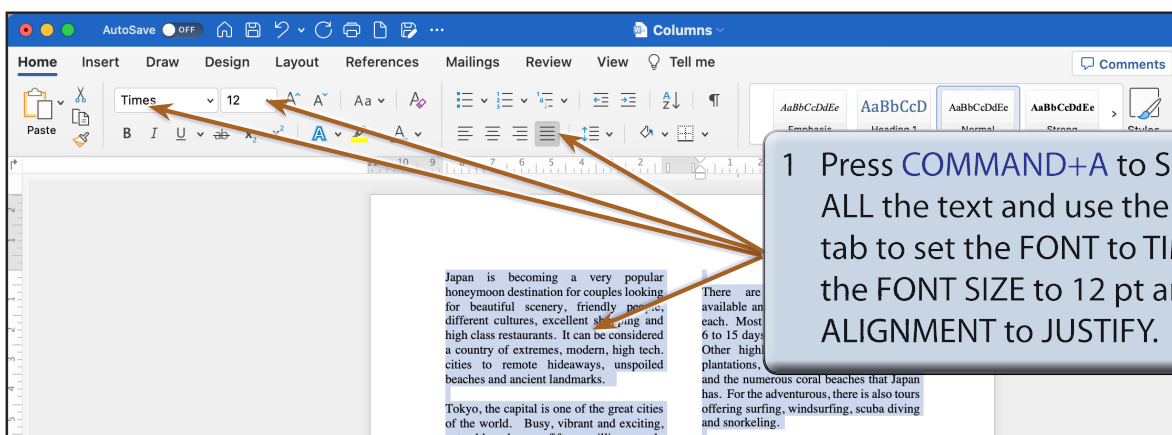 AutoSave OFF Columns
Home Insert Draw Design Layout References Mailings Review View Tell me Comments
Times 12 Aa
AaBbCcDdEe AaBbCcD AaBbCcDdEe AaBbCcDdEe
Paste B I U ab x₂ x² A A
Emphasis Heading 1 Normal Strong Styles
1 Press COMMAND+A to
ALL the text and use the
tab to set the FONT to
the FONT SIZE to 12 pt
ALIGNMENT to JUSTIFY.
Japan is becoming a very popular
honeymoon destination for couples looking
for beautiful scenery, friendly people,
different cultures, excellent shopping and
high class restaurants. It can be considered
a country of extremes, modern, high tech.
cities to remote hideaways, unspoiled
beaches and ancient landmarks.
Tokyo, the capital is one of the great cities
of the world. Busy, vibrant and exciting,
There are
available
each. Most
6 to 15 days
Other
plantations,
and the numerous coral beaches that Japan
has. For the adventurous, there is also tours
offering surfing, windsurfing, scuba diving
and snorkeling.